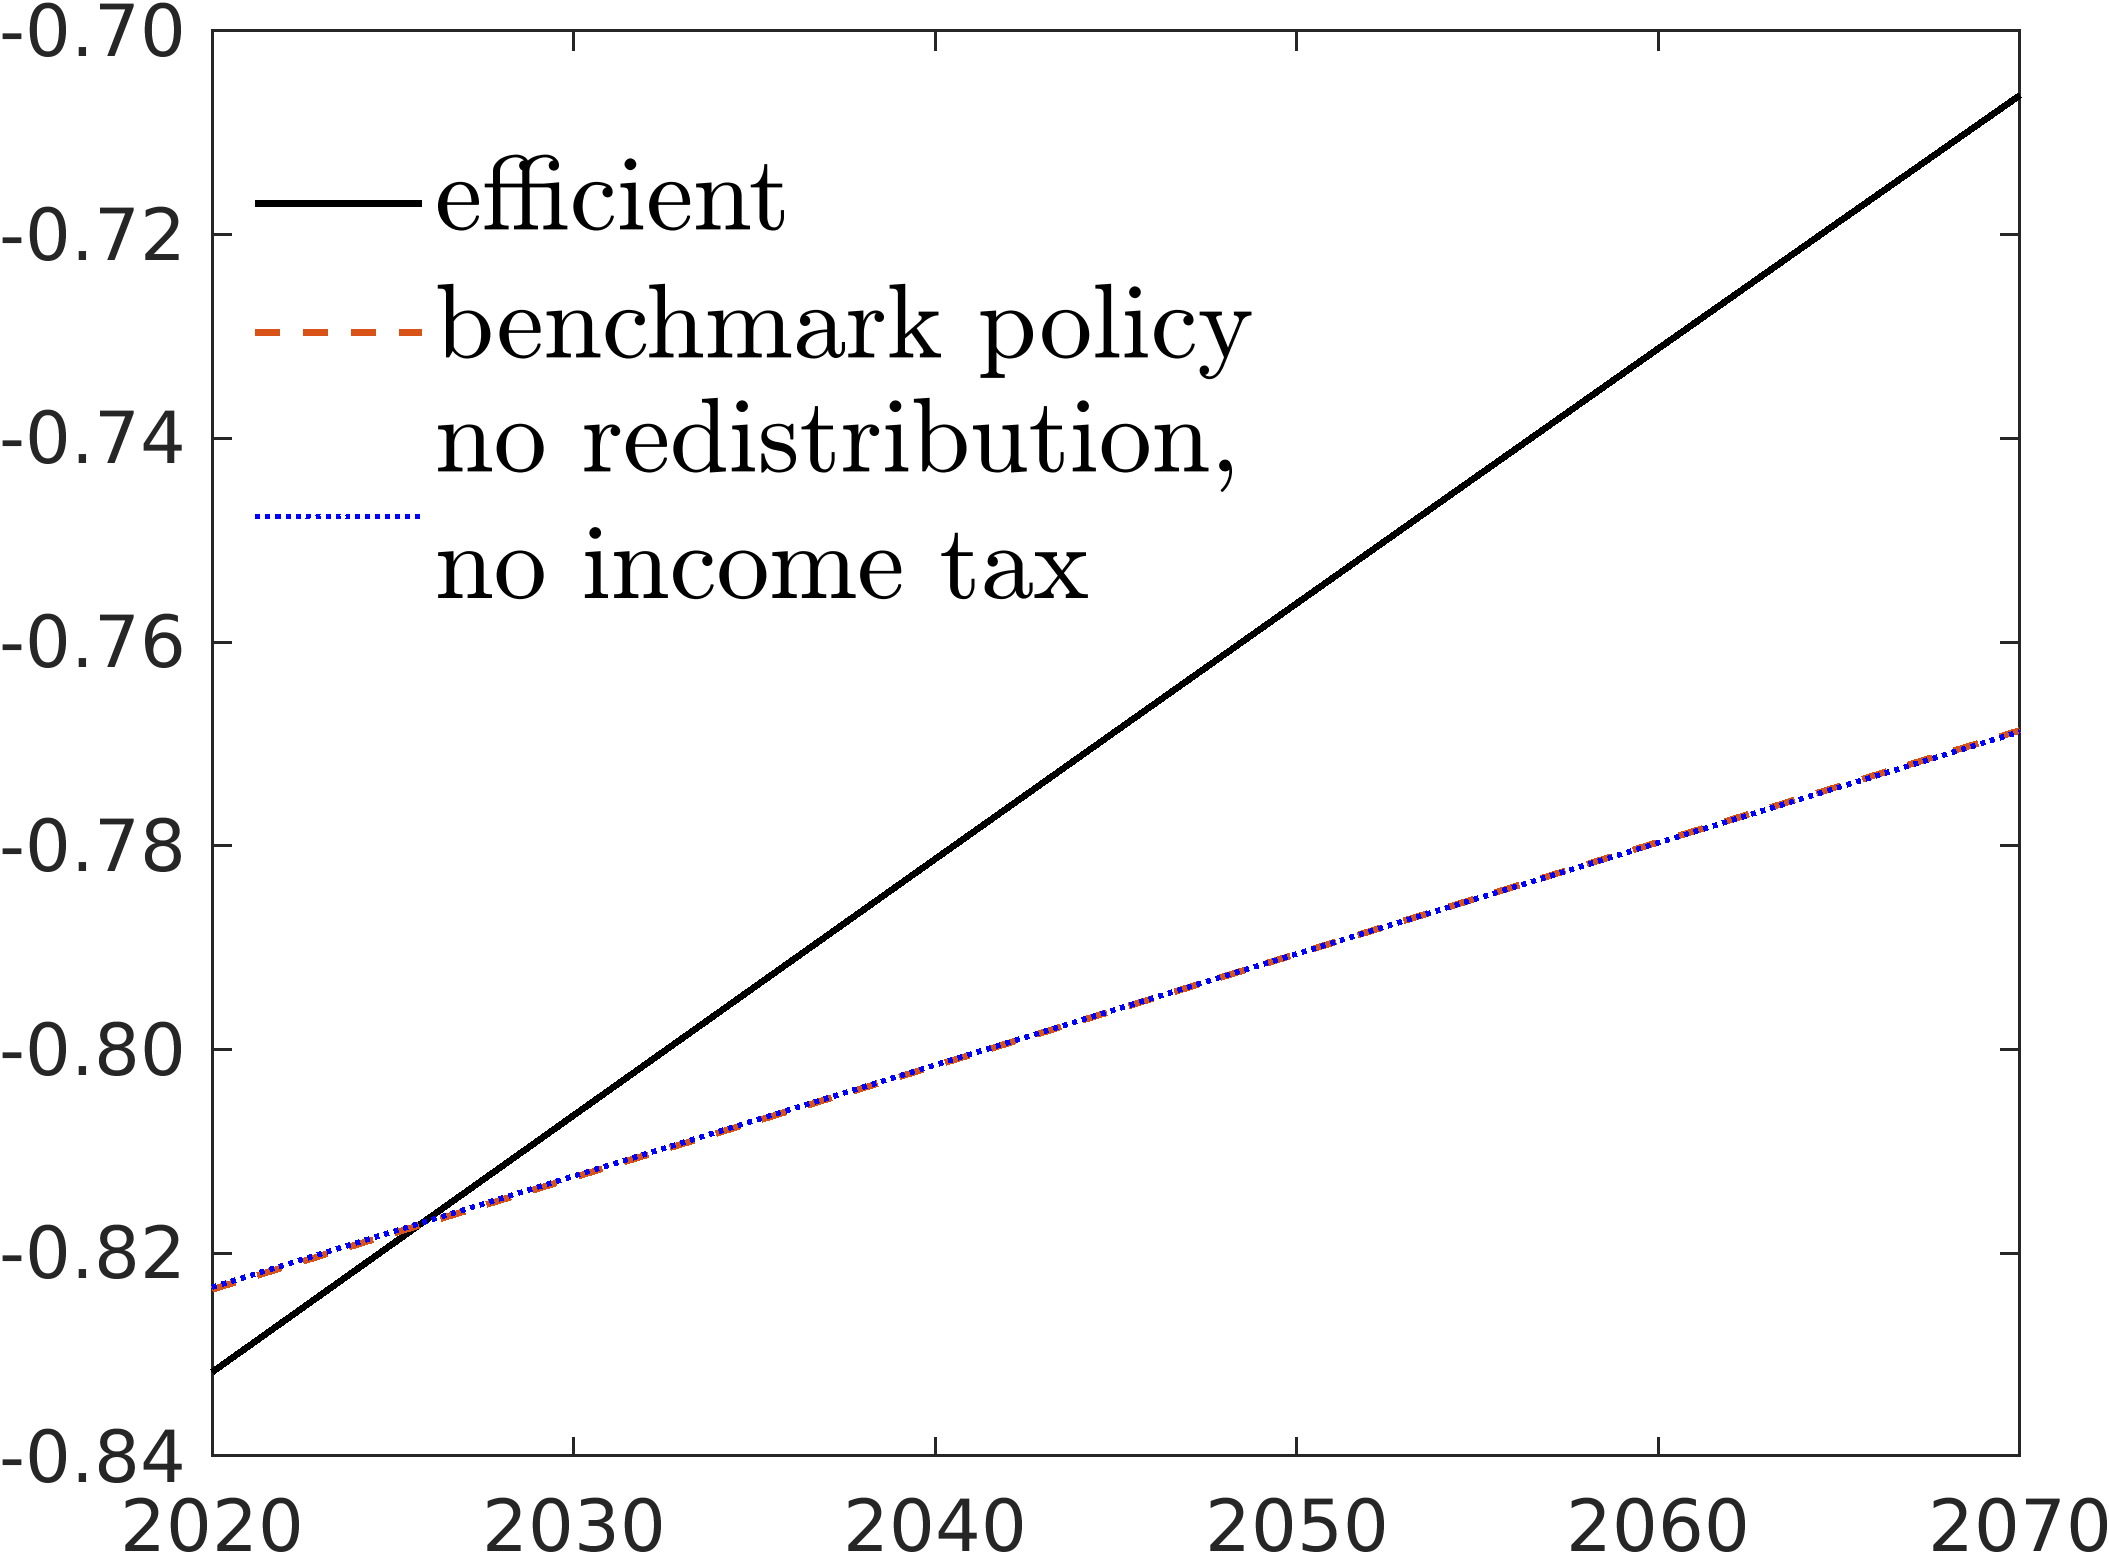 -0.70
efficient
-0.72
benchmark policy
no redistribution,
-0.74
no income tax
-0.76
-0.78
-0.80
-0.82
-0.84
2020 2030 2040 2050 2060 2070